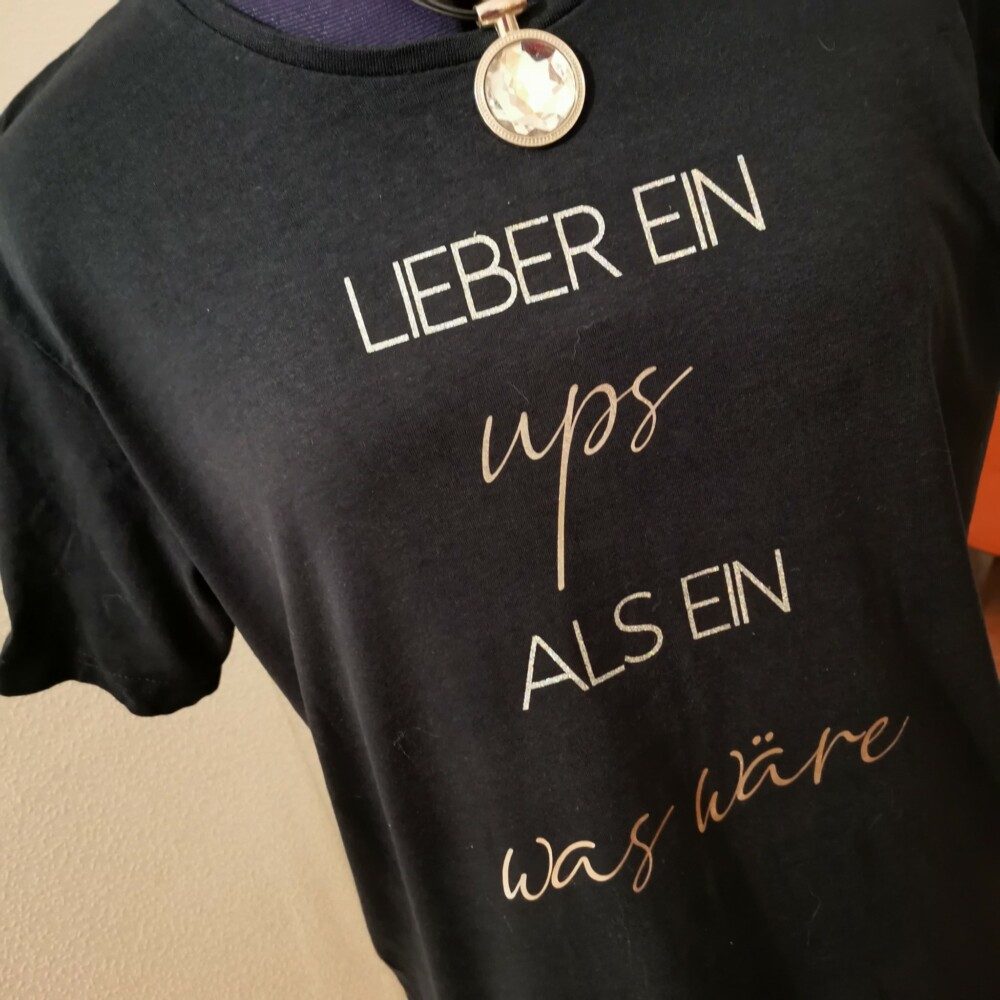 LIEBER EIN
ups
ALS EIN
was wäre